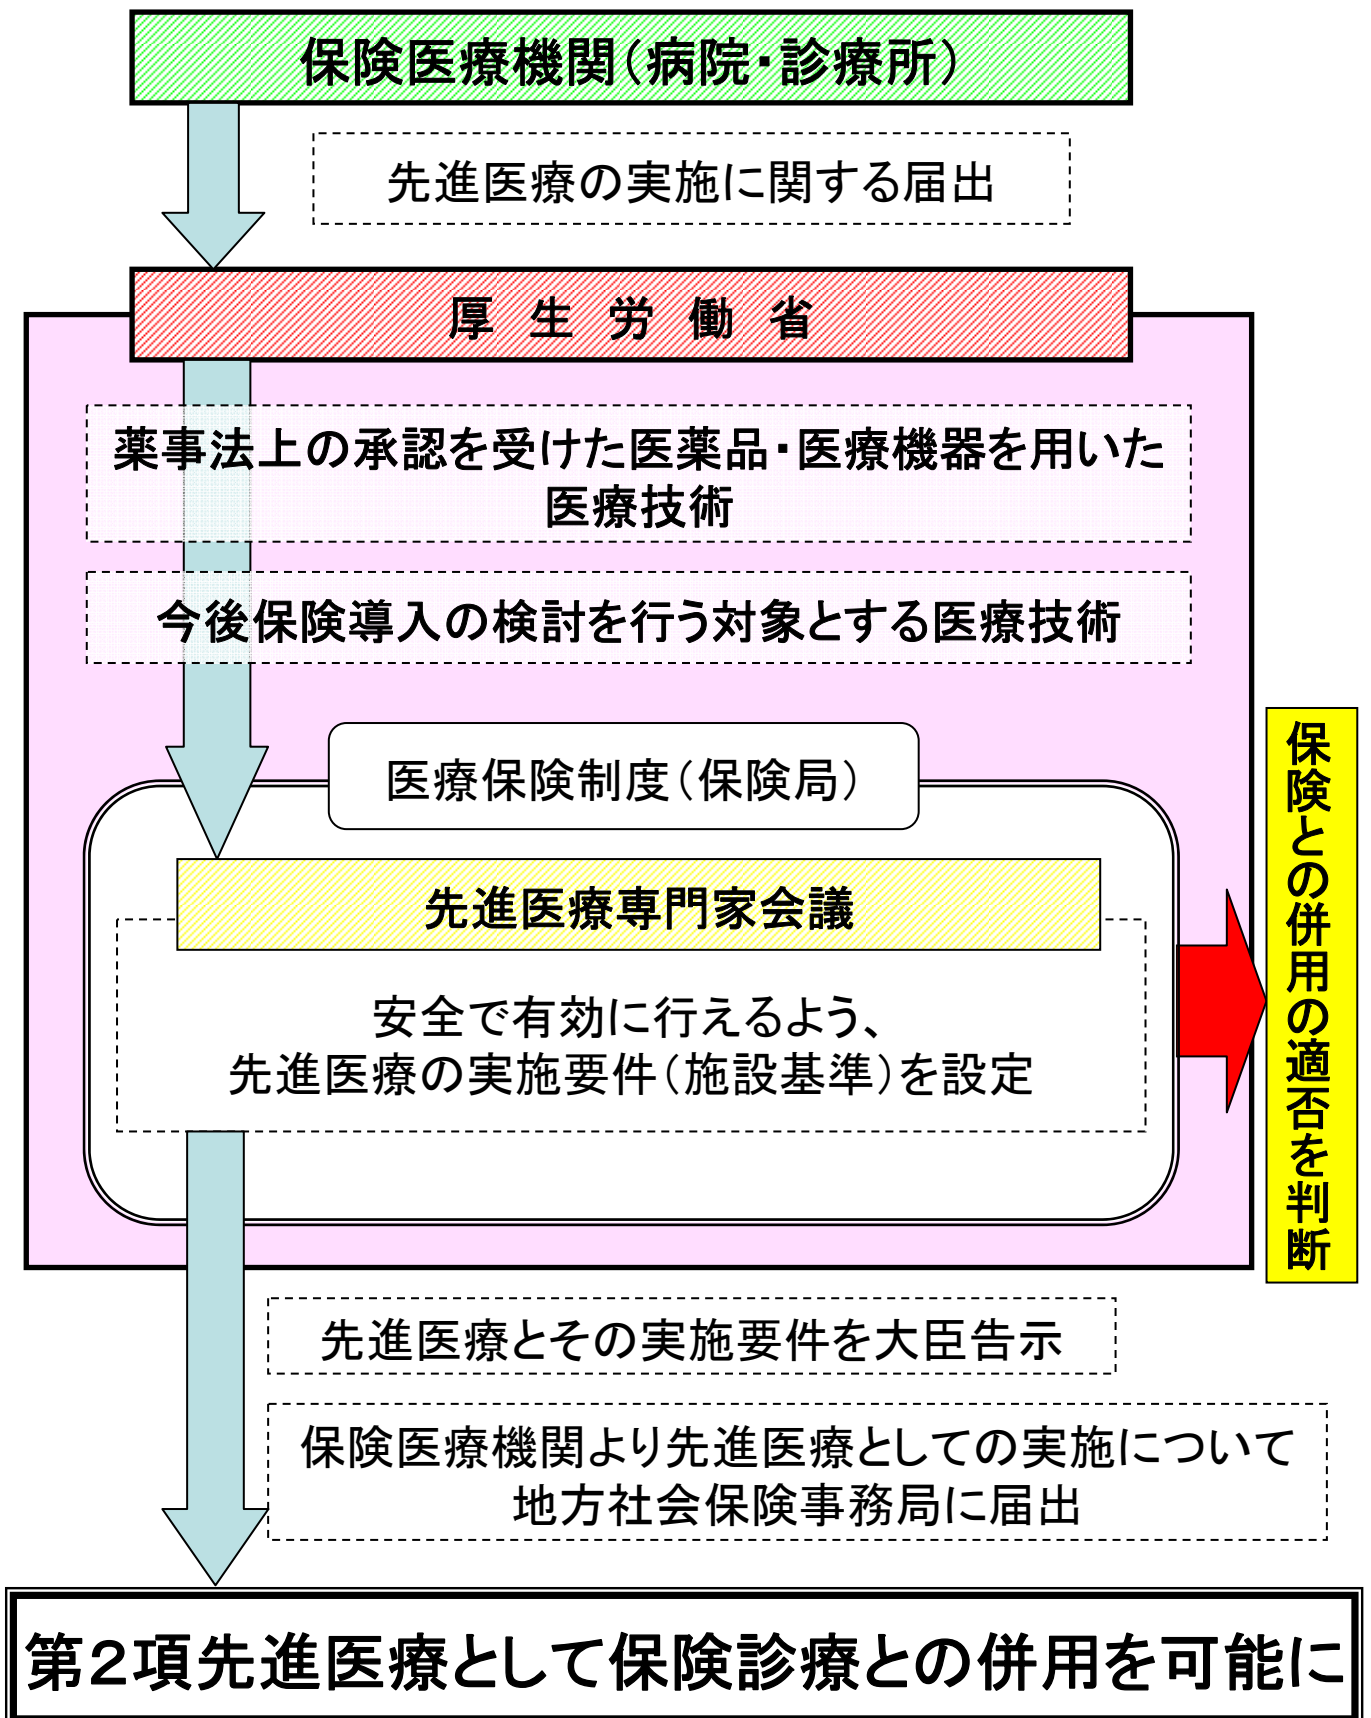 保険医療機関(病院・診療所)
先進医療の実施に関する届出
厚 生 労 働 省
薬事法上の承認を受けた医薬品・医療機器を用いた
医療技術
今後保険導入の検討を行う対象とする医療技術
医療保険制度(保険局)
先進医療専門家会議
安全で有効に行えるよう、
先進医療の実施要件(施設基準)を設定
保険との併用の適否を判断
先進医療とその実施要件を大臣告示
保険医療機関より先進医療としての実施について
地方社会保険事務局に届出
第2項先進医療として保険診療との併用を可能に